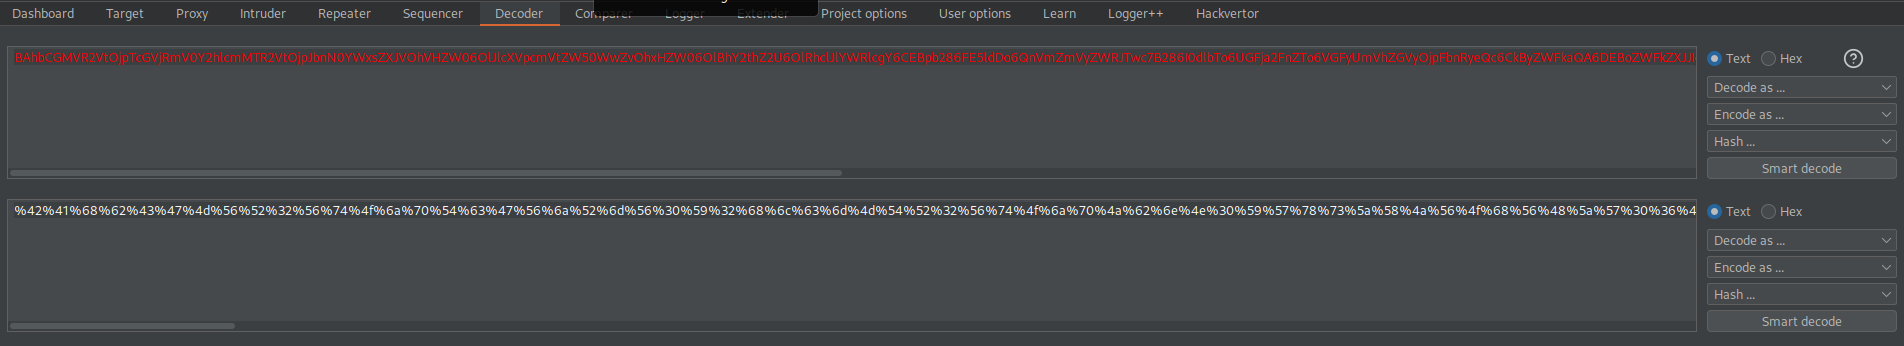 Dashboard Target Proxy Intruder Repeater Sequencer Decoder Comparer Logger Extender Project options User options Learn Logger++ Hackvertor
Text Hex
Decode as ...
Encode as ...
Hash ...
Smart decode
%42%41%68%62%43%47%4d%56%52%32%56%74%4f%6a%70%54%63%47%56%6a%52%6d%56%30%59%32%68%6c%63%6d%4d%54%52%32%56%74%4f%6a%70%4a%62%6e%4e%30%59%57%78%73%5a%58%4a%56%4f%68%56%48%5a%57%30%36%4
Text Hex
Decode as ...
Encode as ...
Hash ...
Smart decode